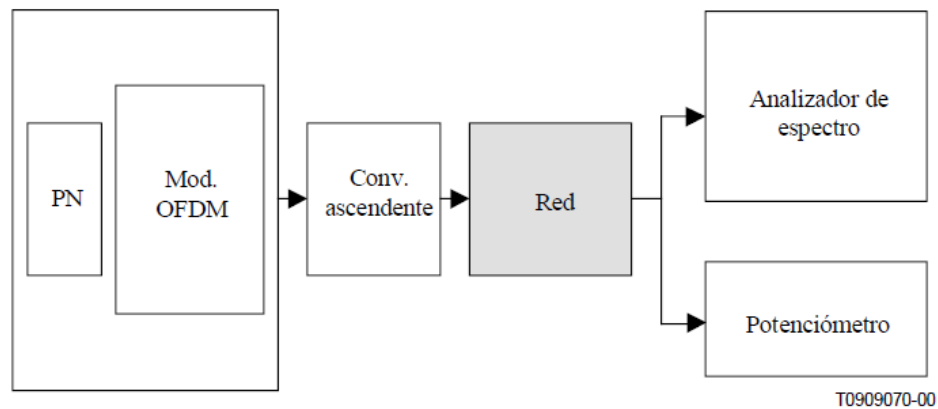 PN
Mod.
OFDM
Conv.
ascendente
Red
Analizador de
espectro
Potenciómetro
T0909070-00